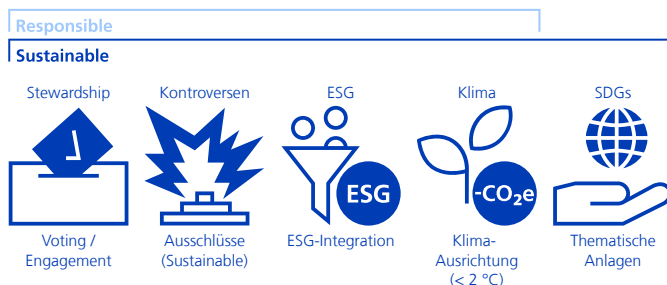 Responsible
Sustainable
Stewardship
Kontroversen
ESG
Klima
SDGs
ESG
-CO₂e
Voting /
Engagement
Ausschlüsse
(Sustainable)
ESG-Integration
Klima-
Ausrichtung
(< 2 °C)
Thematische
Anlagen